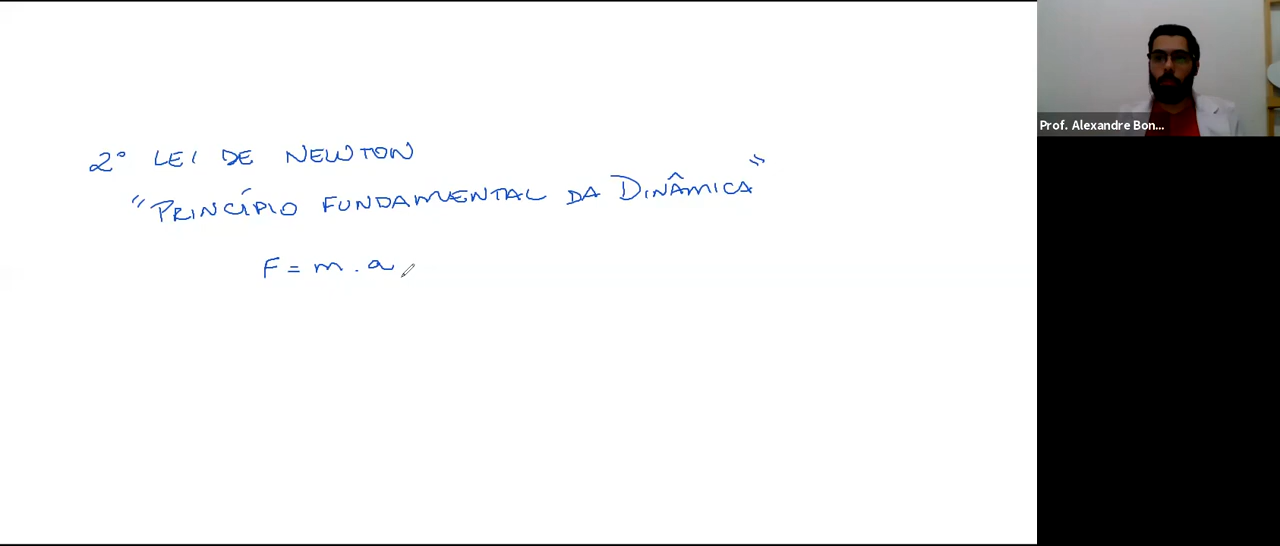 2° LEI DE NEWTON
"PRINCÍPIO FUNDAMENTAL DA DINÂMICA"
F = m . a
Prof. Alexandre Bon...